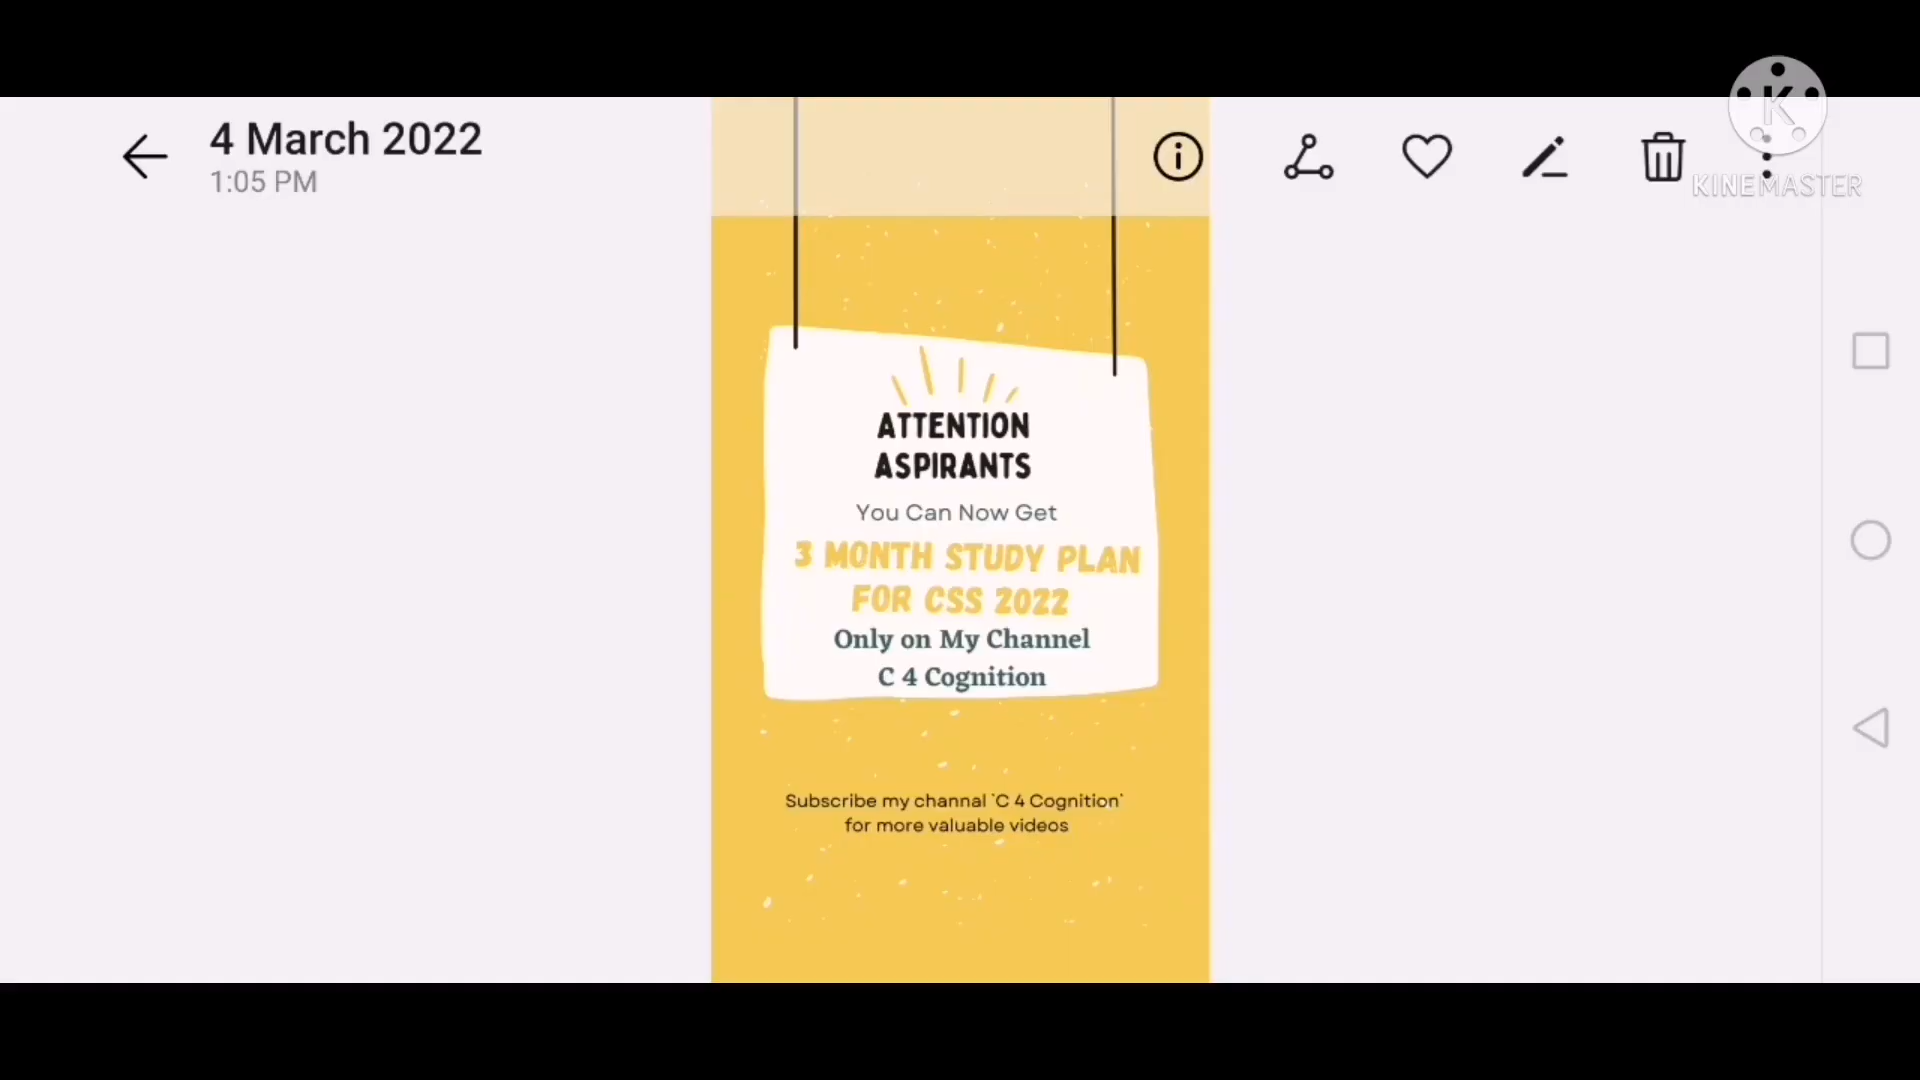 4 March 2022
1:05 PM
K
KINEMASTER
ATTENTION
ASPIRANTS
You Can Now Get
3 MONTH STUDY PLAN
FOR CSS 2022
Only on My Channel
C 4 Cognition
Subscribe my channal `C 4 Cognition`
for more valuable videos